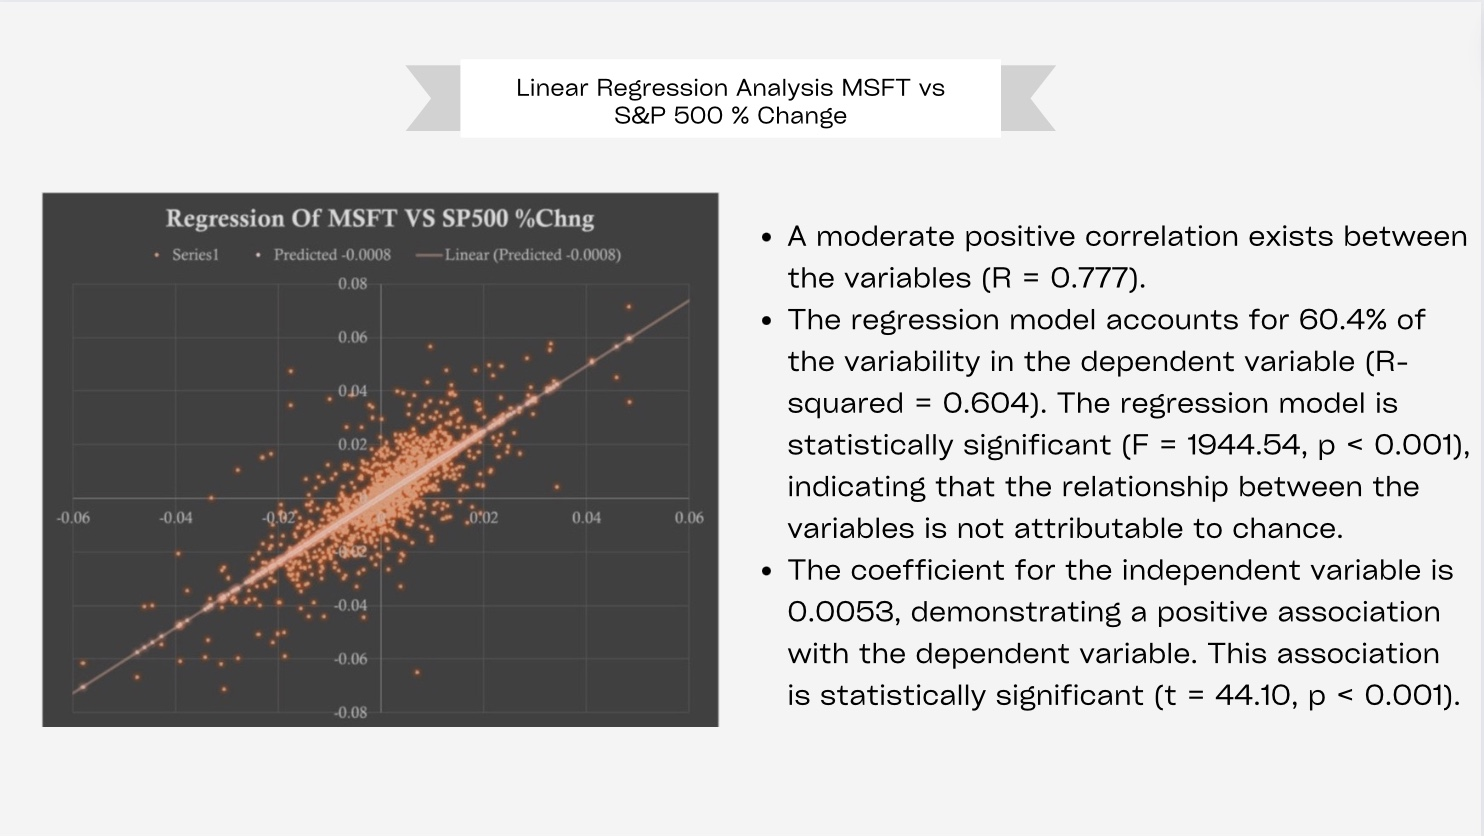 Linear Regression Analysis MSFT vs
S&P 500 % Change
Regression Of MSFT VS SP500 %Chng
Series1 Predicted -0.0008 Linear (Predicted -0.0008)
0.08
0.06
0.04
0.02
-0.06 -0.04 -0.02 0.02 0.04 0.06
-0.02
-0.04
-0.06
-0.08
• A moderate positive correlation exists between
the variables (R = 0.777).
• The regression model accounts for 60.4% of
the variability in the dependent variable (R-
squared = 0.604). The regression model is
statistically significant (F = 1944.54, p < 0.001),
indicating that the relationship between the
variables is not attributable to chance.
• The coefficient for the independent variable is
0.0053, demonstrating a positive association
with the dependent variable. This association
is statistically significant (t = 44.10, p < 0.001).